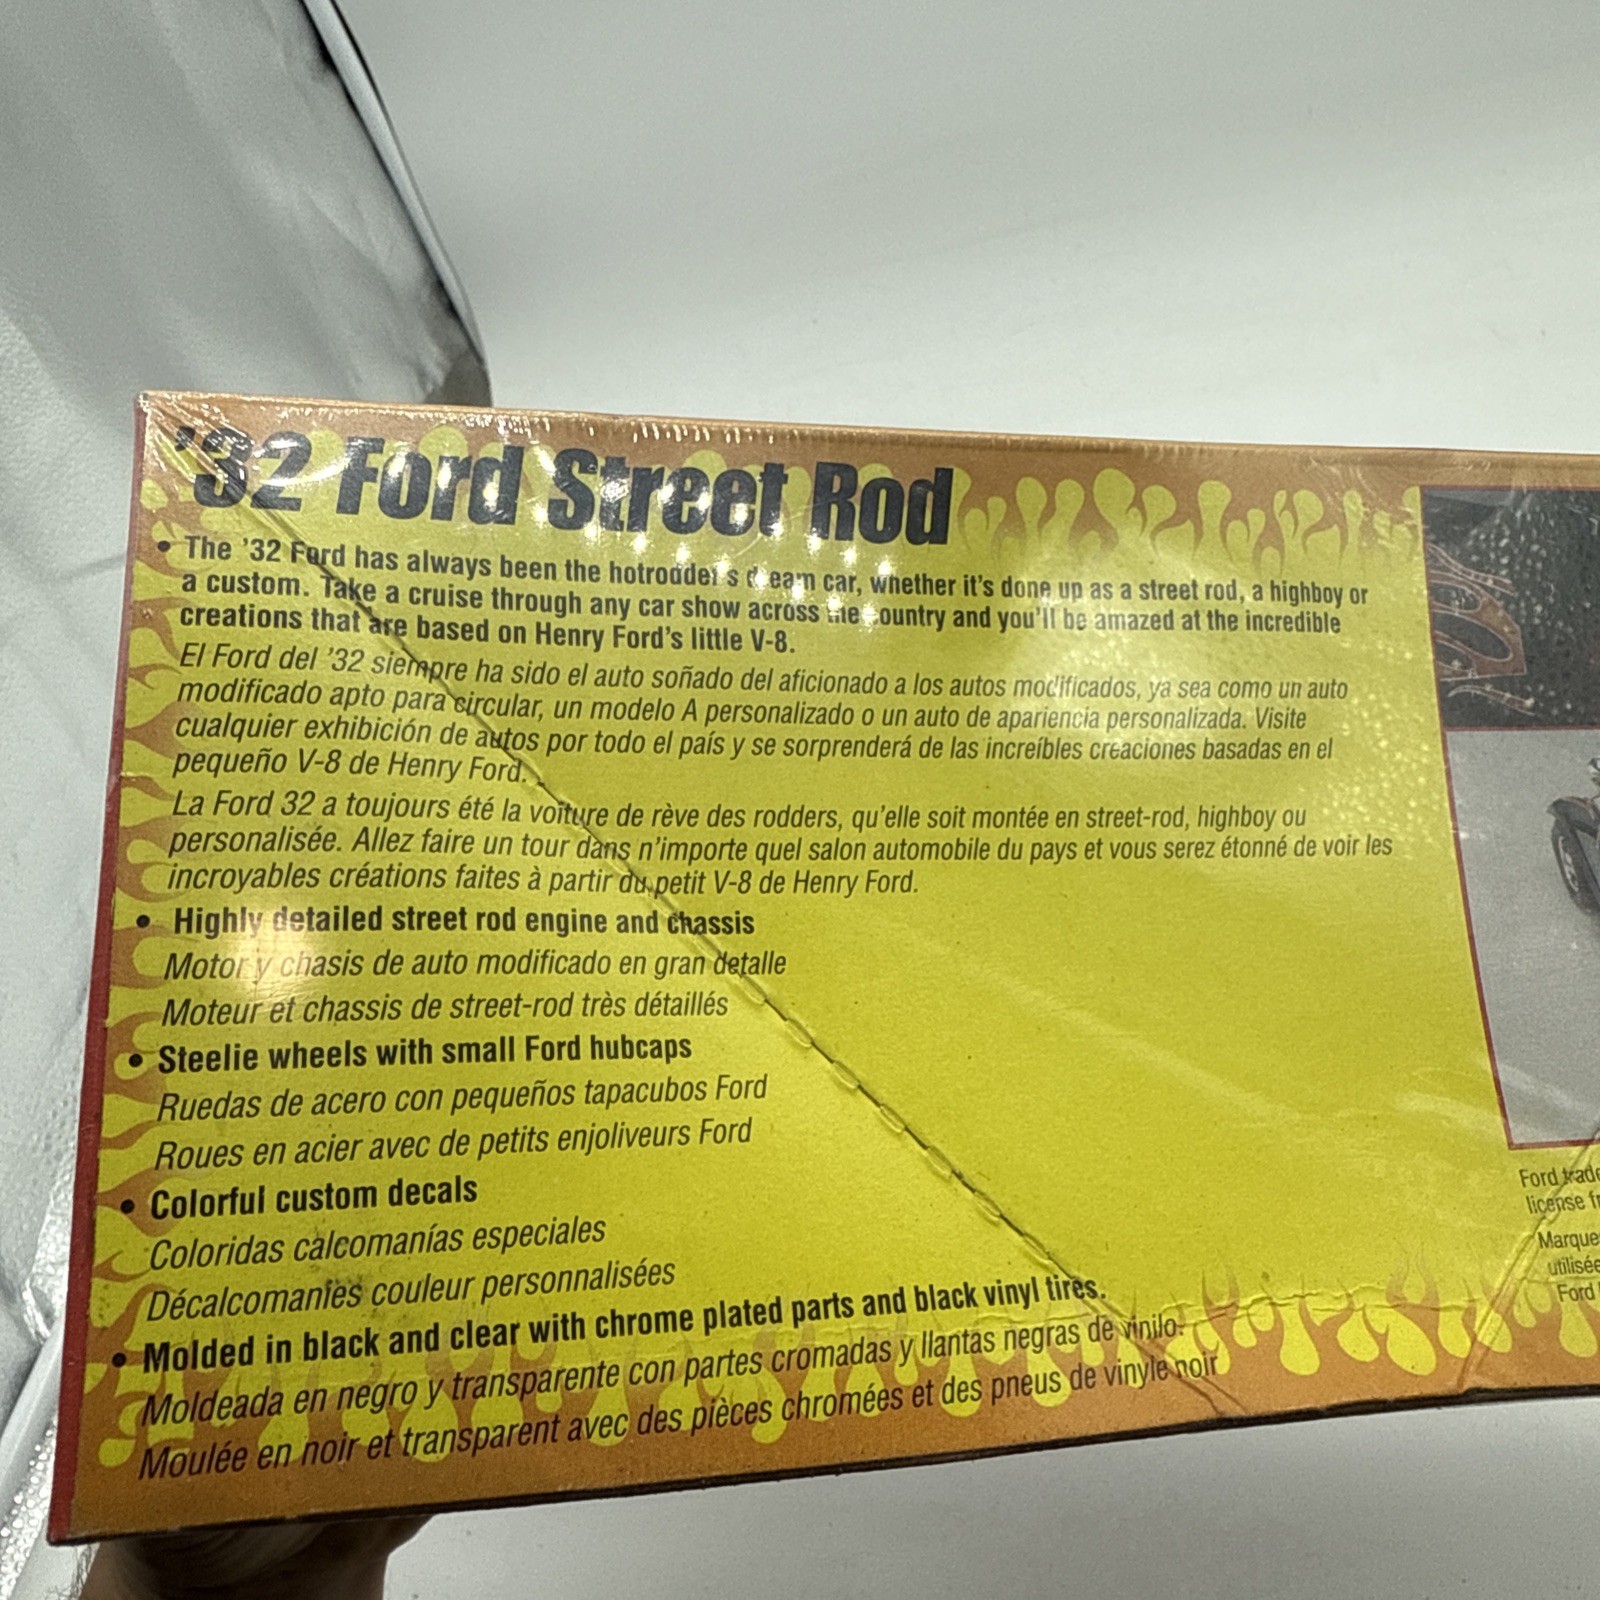 '32 Ford Street Rod
• The '32 Ford has always been the hotrodder's dream car, whether it's done up as a street rod, a highboy or
a custom. Take a cruise through any car show across the country and you'll be amazed at the incredible
creations that are based on Henry Ford's little V-8.
El Ford del '32 siempre ha sido el auto soñado del aficionado a los autos modificados, ya sea como un auto
modificado apto para circular, un modelo A personalizado o un auto de apariencia personalizada. Visite
cualquier exhibición de autos por todo el país y se sorprenderá de las increíbles creaciones basadas en el
pequeño V-8 de Henry Ford.
La Ford 32 a toujours été la voiture de rêve des rodders, qu'elle soit montée en street-rod, highboy ou
personalisée. Allez faire un tour dans n'importe quel salon automobile du pays et vous serez étonné de voir les
incroyables créations faites à partir du petit V-8 de Henry Ford.
• Highly detailed street rod engine and chassis
Motor y chasis de auto modificado en gran detalle
Moteur et chassis de street-rod très détaillés
• Steelie wheels with small Ford hubcaps
Ruedas de acero con pequeños tapacubos Ford
Roues en acier avec de petits enjoliveurs Ford
• Colorful custom decals
Coloridas calcomanías especiales
Décalcomanies couleur personnalisées
• Molded in black and clear with chrome plated parts and black vinyl tires.
Moldeada en negro y transparente con partes cromadas y llantas negras de vinilo.
Moulée en noir et transparent avec des pièces chromées et des pneus de vinyle noir
Ford trade
license fr
Marque
utilisée
Ford